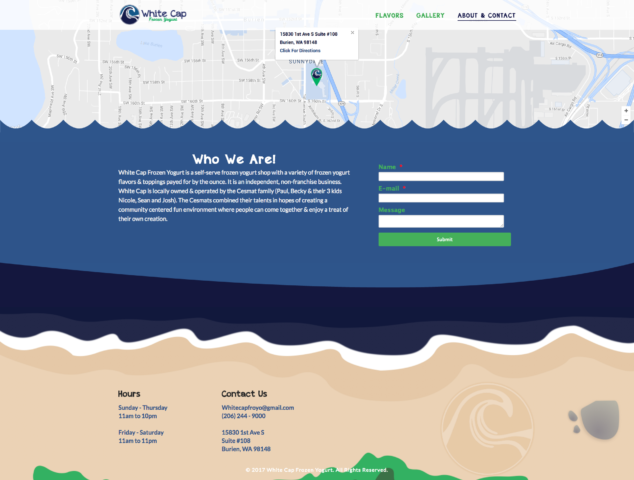 White Cap
Frozen Yogurt
FLAVORS GALLERY ABOUT & CONTACT
15830 1st Ave S Suite #108
Burien, WA 98148
Click For Directions
Who We Are!
White Cap Frozen Yogurt is a self-serve frozen yogurt shop with a variety of frozen yogurt
flavors & toppings payed for by the ounce. It is an independent, non-franchise business.
White Cap is locally owned & operated by the Cesmat family (Paul, Becky & their 3 kids
Nicole, Sean and Josh). The Cesmats combined their talents in hopes of creating a
community centered fun environment where people can come together & enjoy a treat of
their own creation.
Name *
E-mail *
Message
Submit
Hours
Sunday - Thursday
11am to 10pm
Friday - Saturday
11am to 11pm
Contact Us
Whitecapfroyo@gmail.com
(206) 244 - 9000
15830 1st Ave S
Suite #108
Burien, WA 98148
© 2017 White Cap Frozen Yogurt. All Rights Reserved.